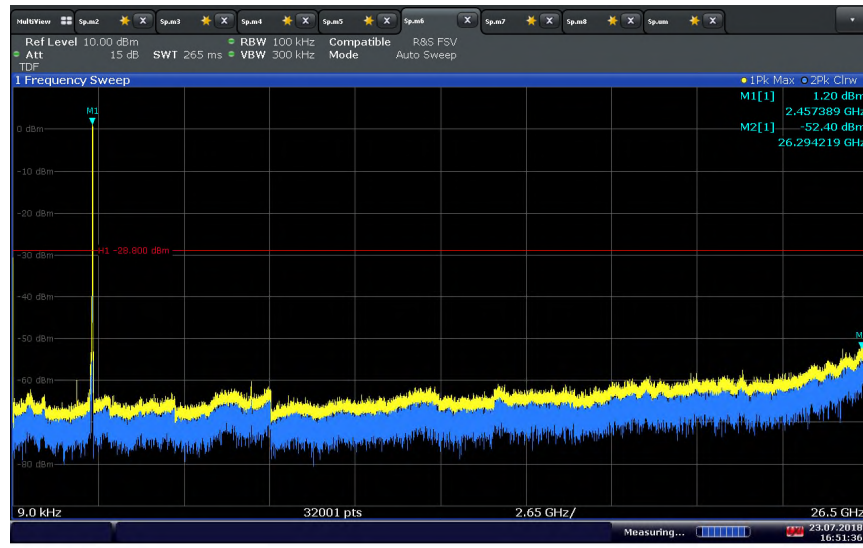 MultiView Sp.m2 X Sp.m3 X Sp.m4 X Sp.m5 X Sp.m6 X Sp.m7 X Sp.m8 X Sp.um X
Ref Level 10.00 dBm RBW 100 kHz Compatible R&S FSV
Att 15 dB SWT 265 ms VBW 300 kHz Mode Auto Sweep
TDF
1 Frequency Sweep 1Pk Max 2Pk Clrw
M1[1] 1.20 dBm
2.457389 GHz
M2[1] -52.40 dBm
26.294219 GHz
M1
0 dBm
-10 dBm
-20 dBm
H1 -28.800 dBm
-30 dBm
-40 dBm
-50 dBm
M
-60 dBm
-80 dBm
9.0 kHz 32001 pts 2.65 GHz/ 26.5 GHz
Measuring... 23.07.2018
16:51:36